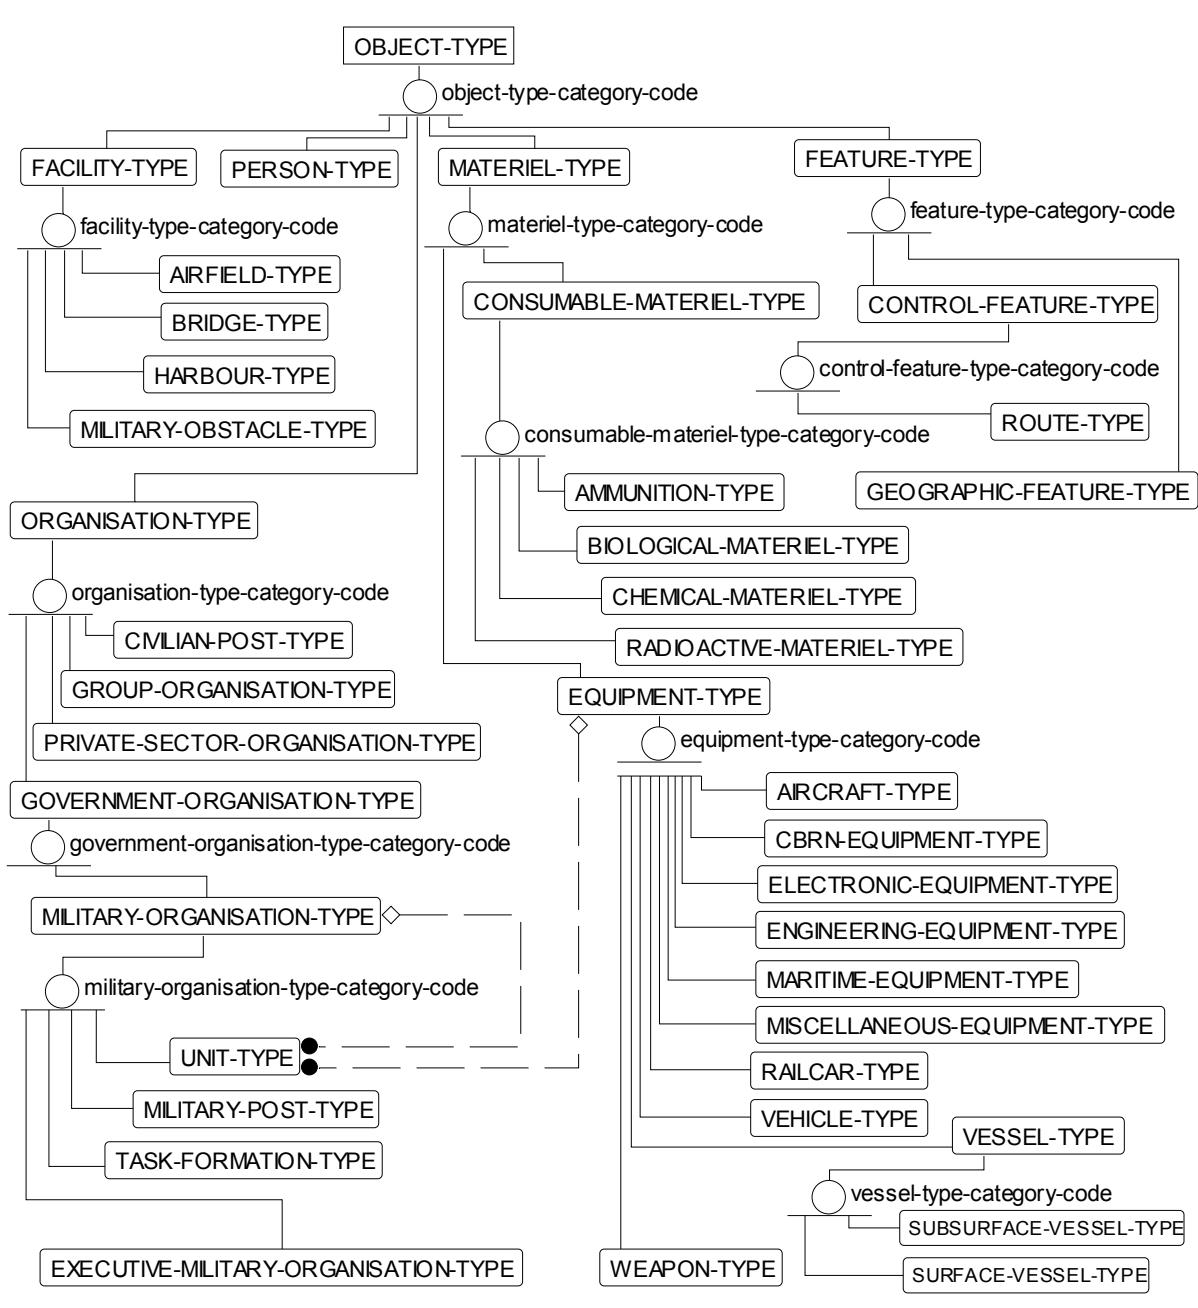 OBJECT-TYPE
object-type-category-code
FACILITY-TYPE
PERSON-TYPE
MATERIEL-TYPE
FEATURE-TYPE
facility-type-category-code
AIRFIELD-TYPE
BRIDGE-TYPE
HARBOUR-TYPE
MILITARY-OBSTACLE-TYPE
materiel-type-category-code
CONSUMABLE-MATERIEL-TYPE
feature-type-category-code
CONTROL-FEATURE-TYPE
control-feature-type-category-code
ROUTE-TYPE
GEOGRAPHIC-FEATURE-TYPE
consumable-materiel-type-category-code
AMMUNITION-TYPE
BIOLOGICAL-MATERIEL-TYPE
CHEMICAL-MATERIEL-TYPE
RADIOACTIVE-MATERIEL-TYPE
ORGANISATION-TYPE
organisation-type-category-code
CIVILIAN-POST-TYPE
GROUP-ORGANISATION-TYPE
PRIVATE-SECTOR-ORGANISATION-TYPE
GOVERNMENT-ORGANISATION-TYPE
government-organisation-type-category-code
MILITARY-ORGANISATION-TYPE
military-organisation-type-category-code
UNIT-TYPE
MILITARY-POST-TYPE
TASK-FORMATION-TYPE
EXECUTIVE-MILITARY-ORGANISATION-TYPE
EQUIPMENT-TYPE
equipment-type-category-code
AIRCRAFT-TYPE
CBRN-EQUIPMENT-TYPE
ELECTRONIC-EQUIPMENT-TYPE
ENGINEERING-EQUIPMENT-TYPE
MARITIME-EQUIPMENT-TYPE
MISCELLANEOUS-EQUIPMENT-TYPE
RAILCAR-TYPE
VEHICLE-TYPE
VESSEL-TYPE
vessel-type-category-code
SUBSURFACE-VESSEL-TYPE
SURFACE-VESSEL-TYPE
WEAPON-TYPE